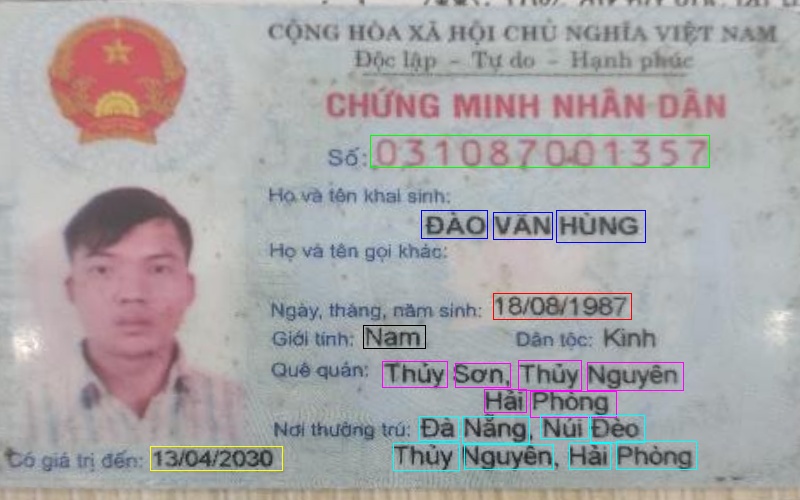 CỘNG HÒA XÃ HỘI CHỦ NGHĨA VIỆT NAM
Độc lập - Tự do - Hạnh phúc
CHỨNG MINH NHÂN DÂN
Số: 031087001357
Họ và tên khai sinh:
ĐÀO VĂN HÙNG
Họ và tên gọi khác:
Ngày, tháng, năm sinh: 18/08/1987
Giới tính: Nam Dân tộc: Kinh
Quê quán: Thủy Sơn, Thủy Nguyên
Hải Phòng
Nơi thường trú: Đà Nẵng, Núi Đèo
Thủy Nguyên, Hải Phòng
Có giá trị đến: 13/04/2030